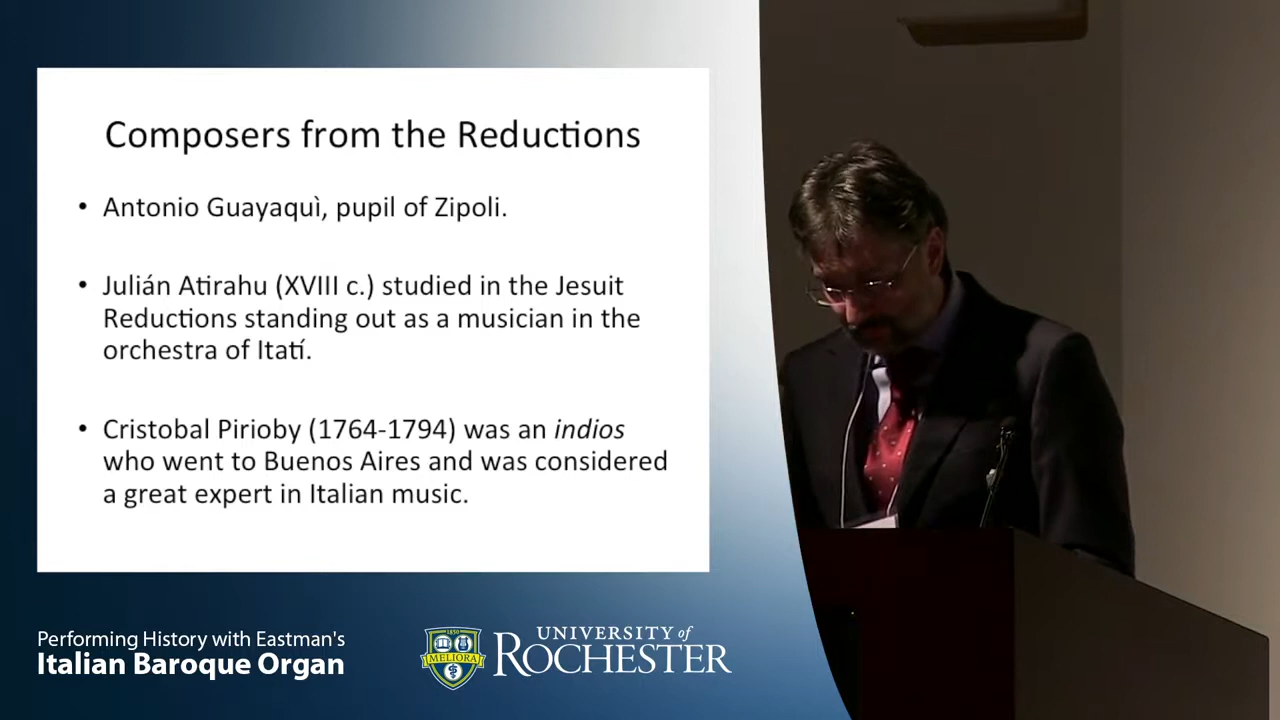 Composers from the Reductions
• Antonio Guayaquì, pupil of Zipoli.
• Julián Atirahu (XVIII c.) studied in the Jesuit
Reductions standing out as a musician in the
orchestra of Itatí.
• Cristobal Pirioby (1764-1794) was an indios
who went to Buenos Aires and was considered
a great expert in Italian music.
Performing History with Eastman's
Italian Baroque Organ
1850
MELIORA
UNIVERSITY of
ROCHESTER